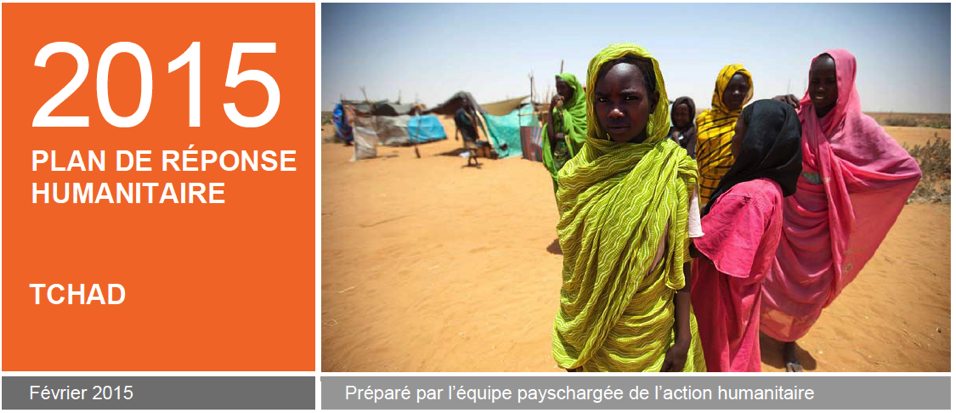 2015
PLAN DE RÉPONSE
HUMANITAIRE
TCHAD
Février 2015
Préparé par l’équipe payschargée de l’action humanitaire